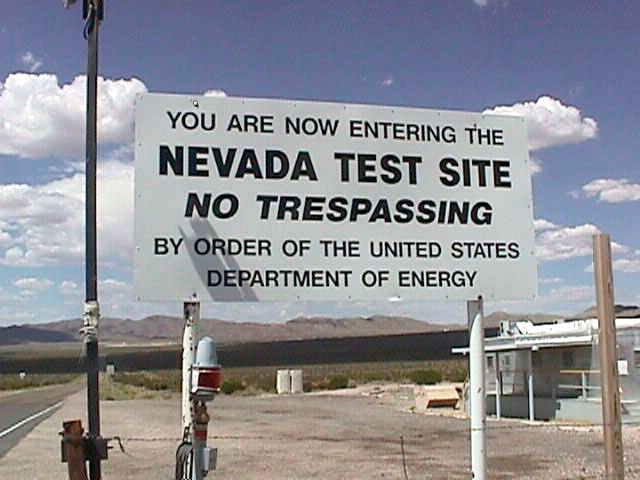 YOU ARE NOW ENTERING THE
NEVADA TEST SITE
NO TRESPASSING
BY ORDER OF THE UNITED STATES
DEPARTMENT OF ENERGY